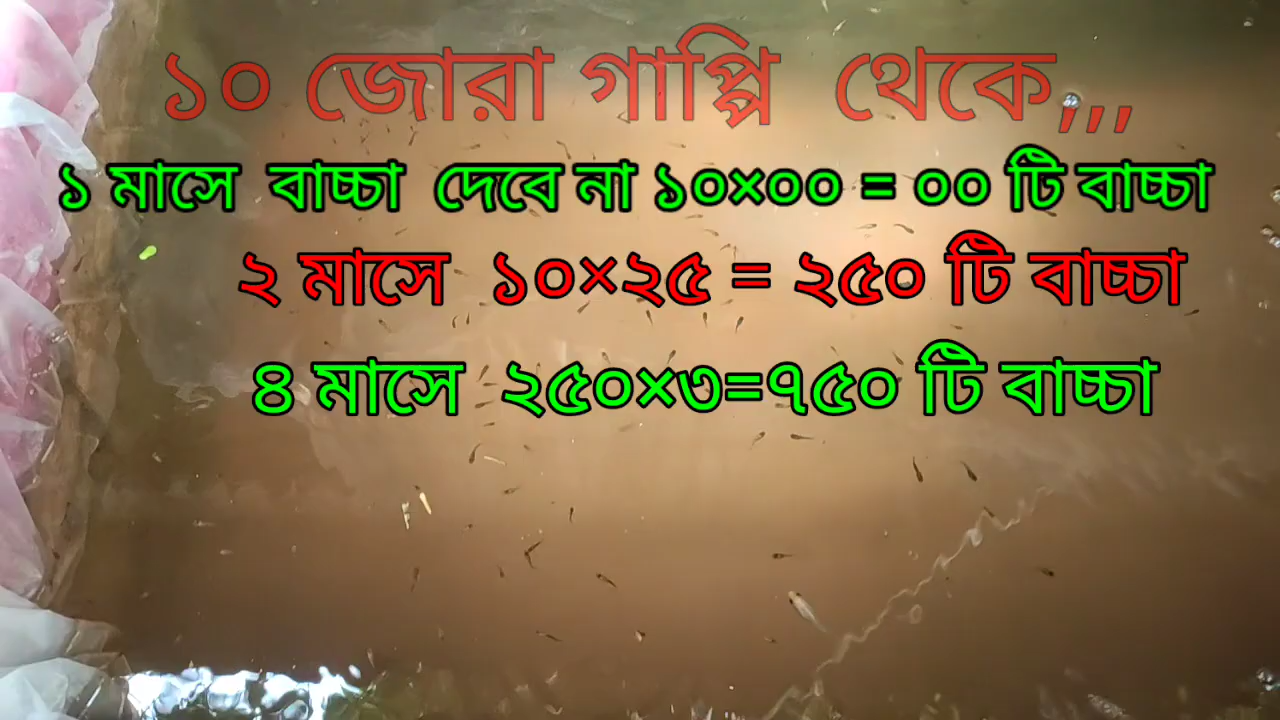 ১০ জোরা গাপ্পি থেকে,,,
১ মাসে বাচ্চা দেবে না ১০×০০ = ০০ টি বাচ্চা
২ মাসে ১০×২৫ = ২৫০ টি বাচ্চা
৪ মাসে ২৫০×৩=৭৫০ টি বাচ্চা